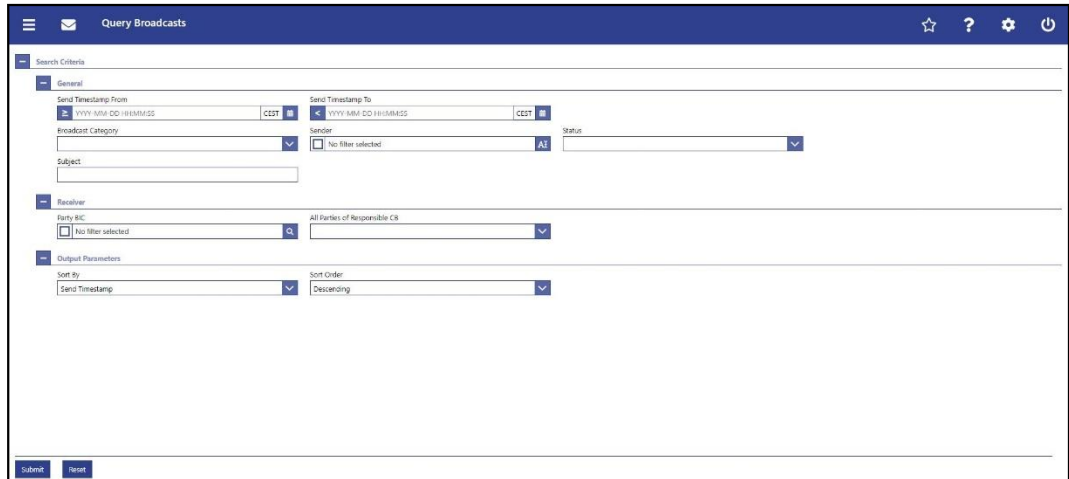 Query Broadcasts
?
Search Criteria
General
Send Timestamp From Send Timestamp To
≥ YYYY-MM-DD HH:MM:SS CEST < YYYY-MM-DD HH:MM:SS CEST
Broadcast Category Sender Status
No filter selected
Subject
Receiver
Party BIC All Parties of Responsible CB
No filter selected
Output Parameters
Sort By Sort Order
Send Timestamp Descending
Submit Reset